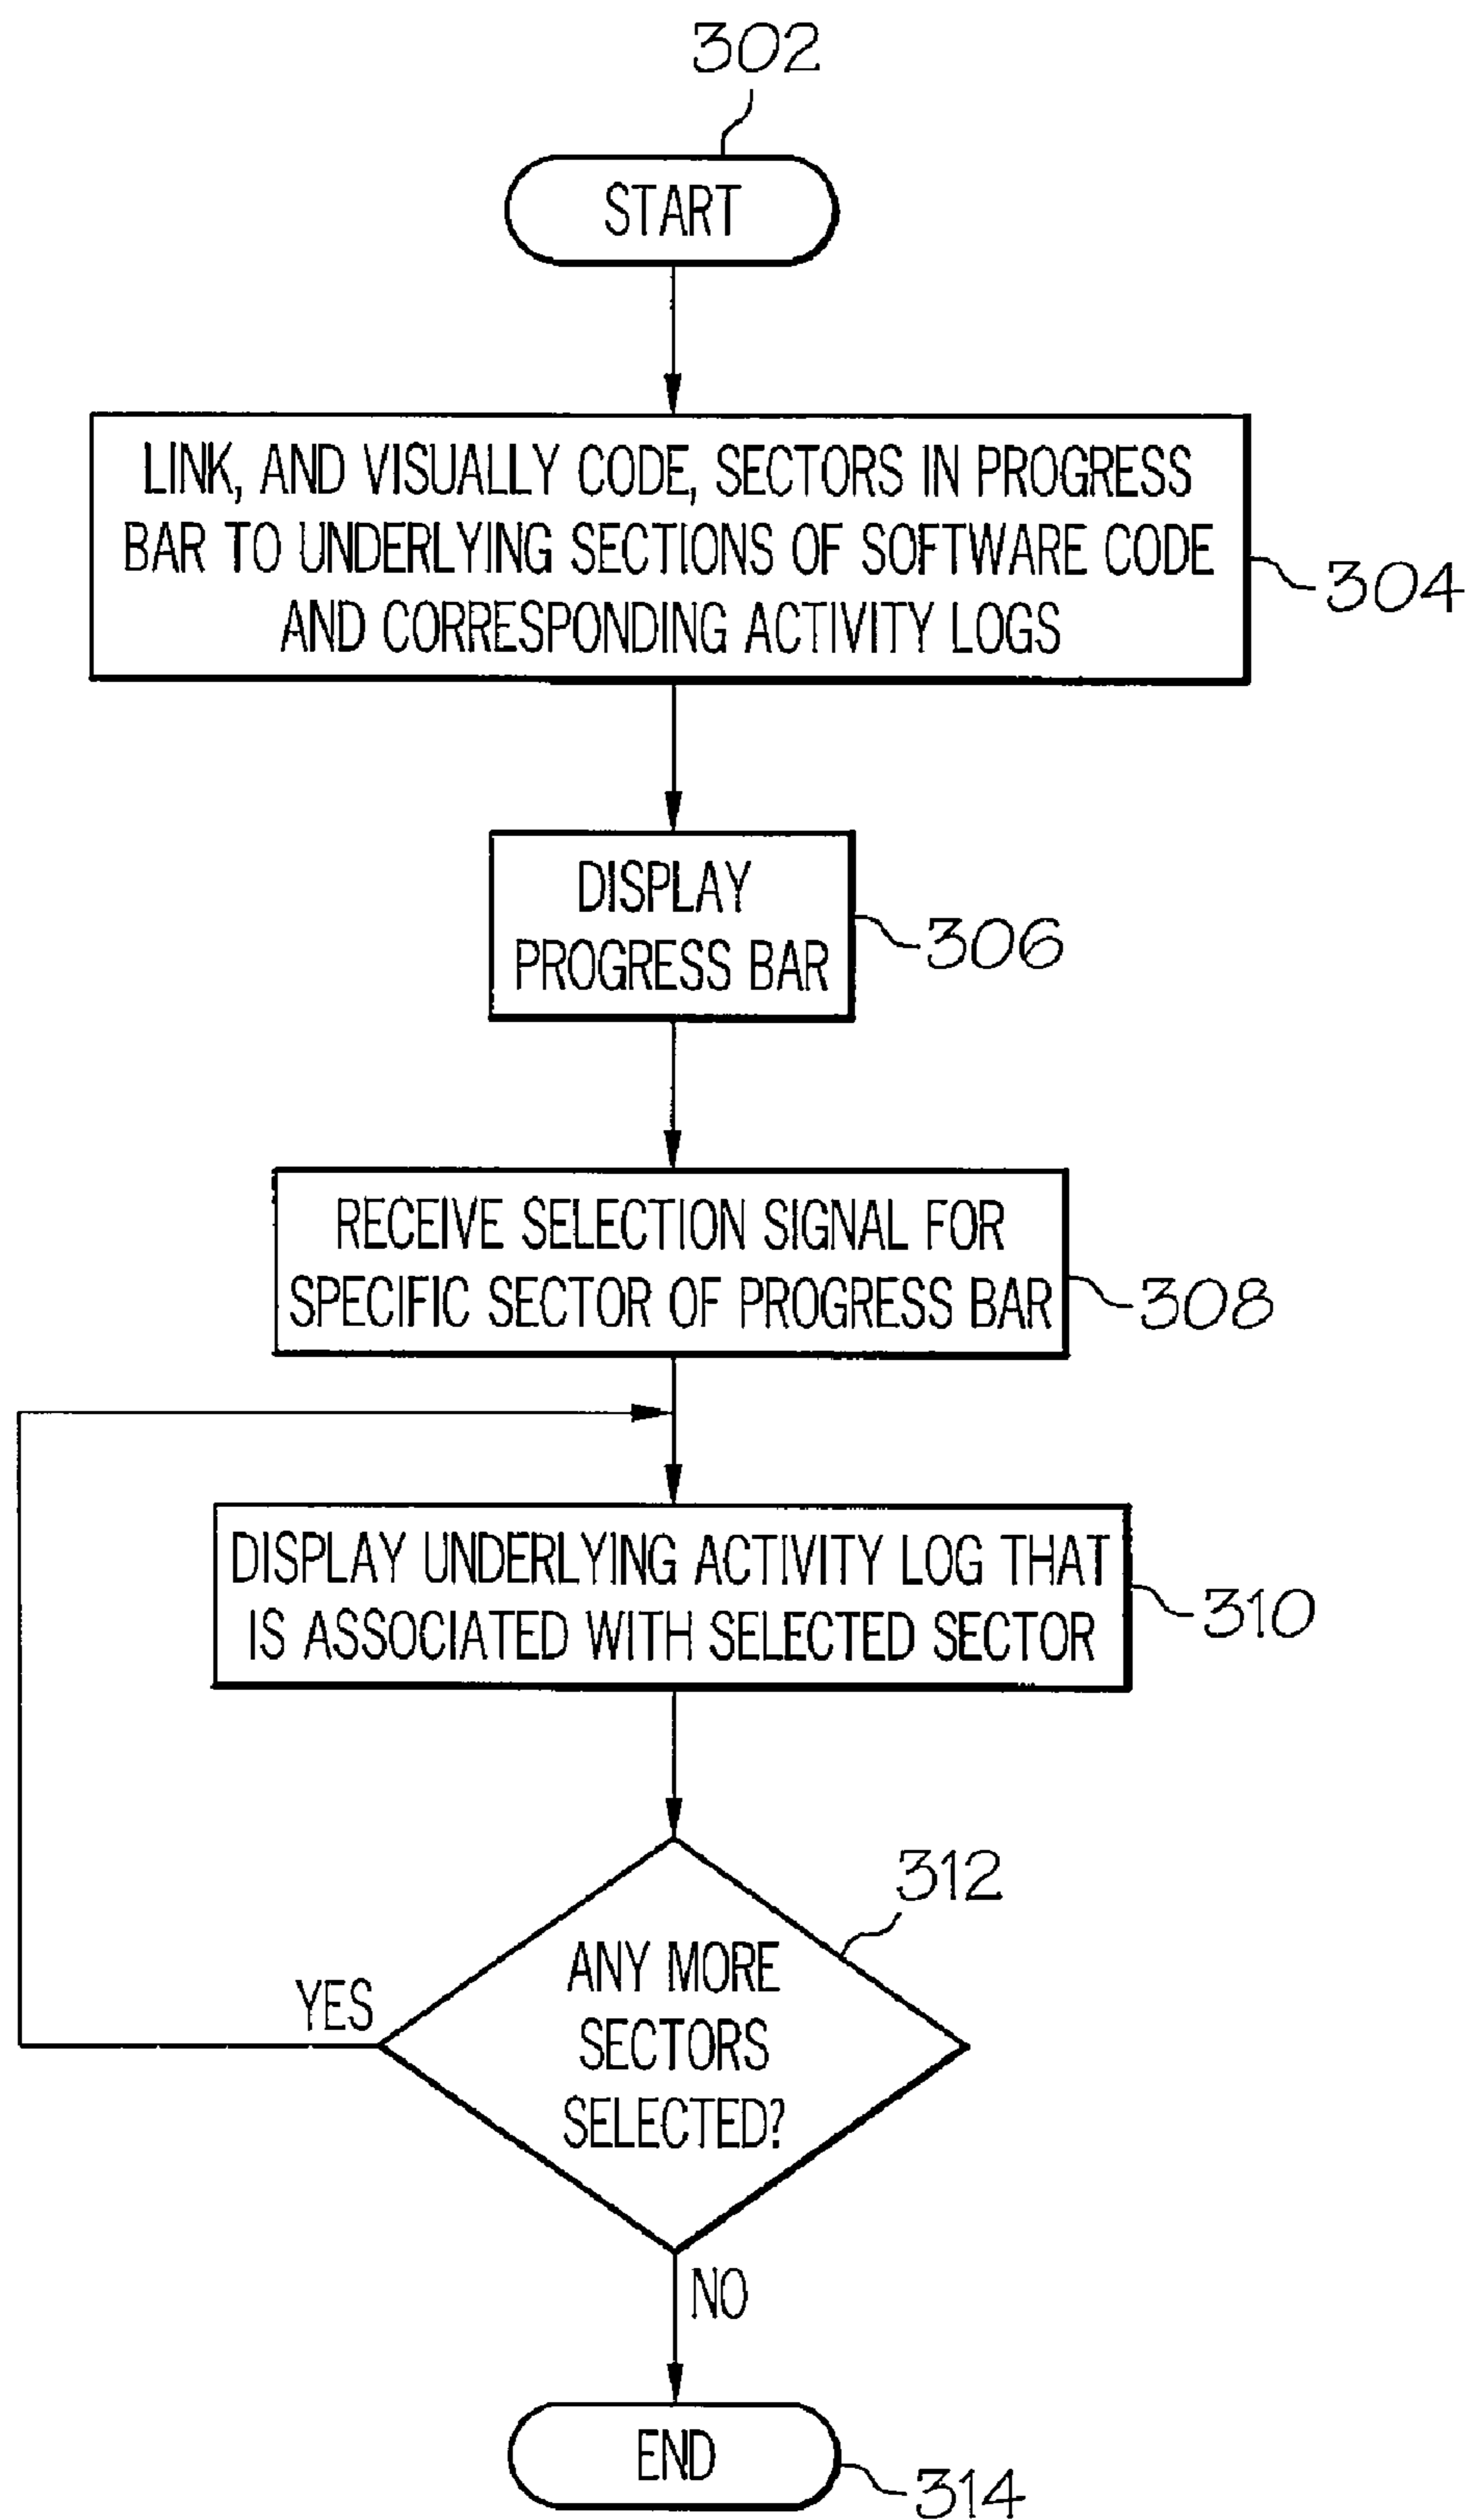 302
START
LINK, AND VISUALLY CODE, SECTORS IN PROGRESS
BAR TO UNDERLYING SECTIONS OF SOFTWARE CODE
AND CORRESPONDING ACTIVITY LOGS
304
DISPLAY
PROGRESS BAR
306
RECEIVE SELECTION SIGNAL FOR
SPECIFIC SECTOR OF PROGRESS BAR
308
DISPLAY UNDERLYING ACTIVITY LOG THAT
IS ASSOCIATED WITH SELECTED SECTOR
310
312
ANY MORE
SECTORS
SELECTED?
YES
NO
END
314